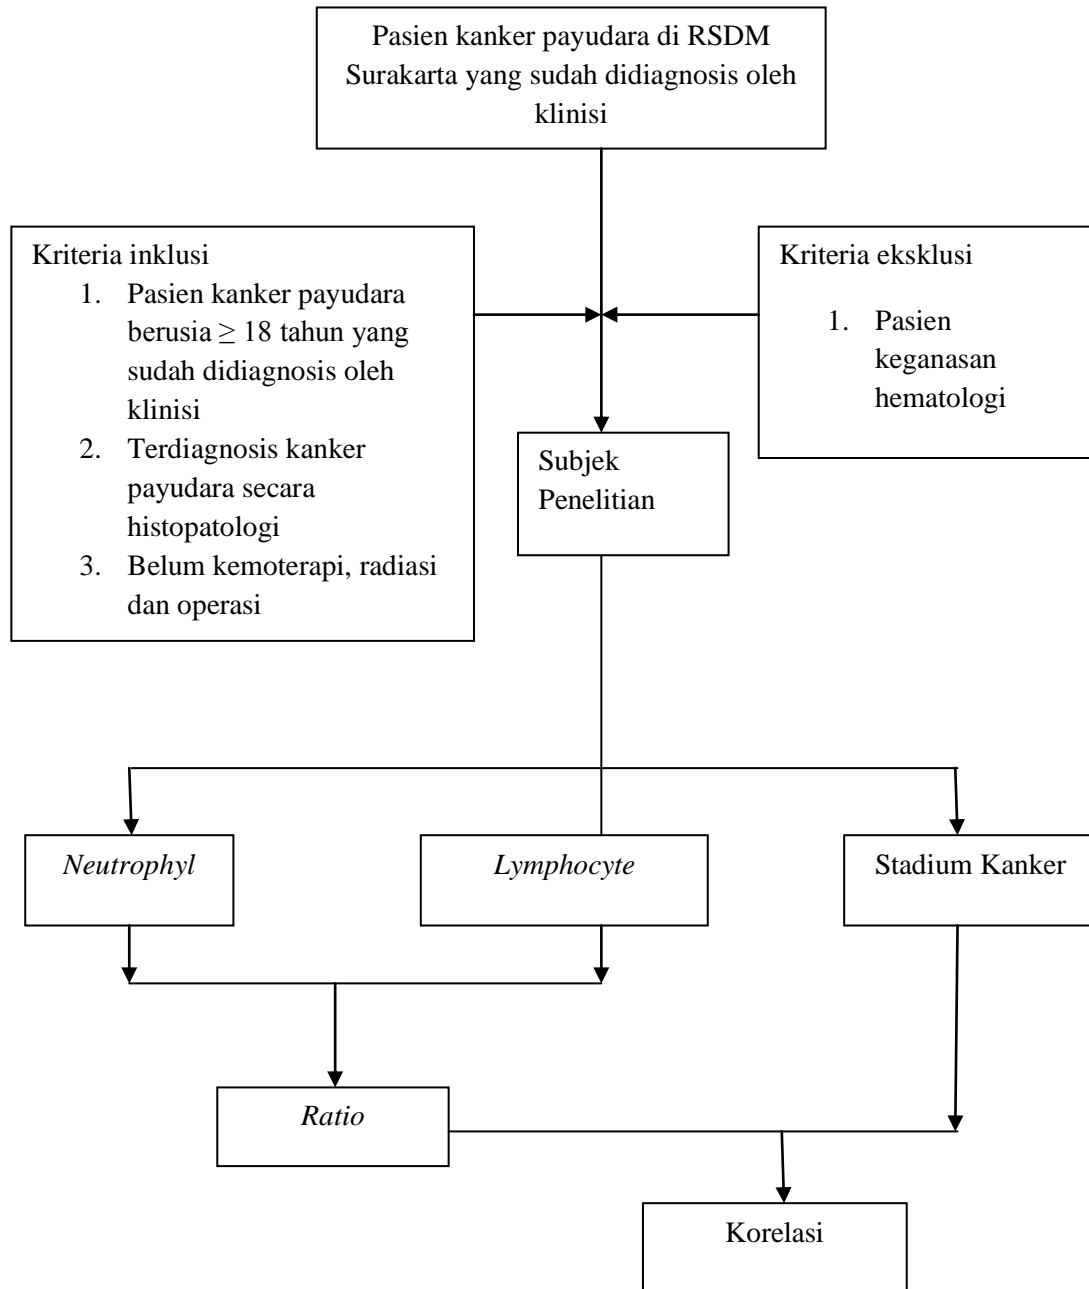 Pasien kanker payudara di RSDM
Surakarta yang sudah didiagnosis oleh
klinisi
Kriteria inklusi
1. Pasien kanker payudara
berusia ≥ 18 tahun yang
sudah didiagnosis oleh
klinisi
2. Terdiagnosis kanker
payudara secara
histopatologi
3. Belum kemoterapi, radiasi
dan operasi
Kriteria eksklusi
1. Pasien
keganasan
hematologi
Subjek
Penelitian
Neutrophyl
Lymphocyte
Stadium Kanker
Ratio
Korelasi